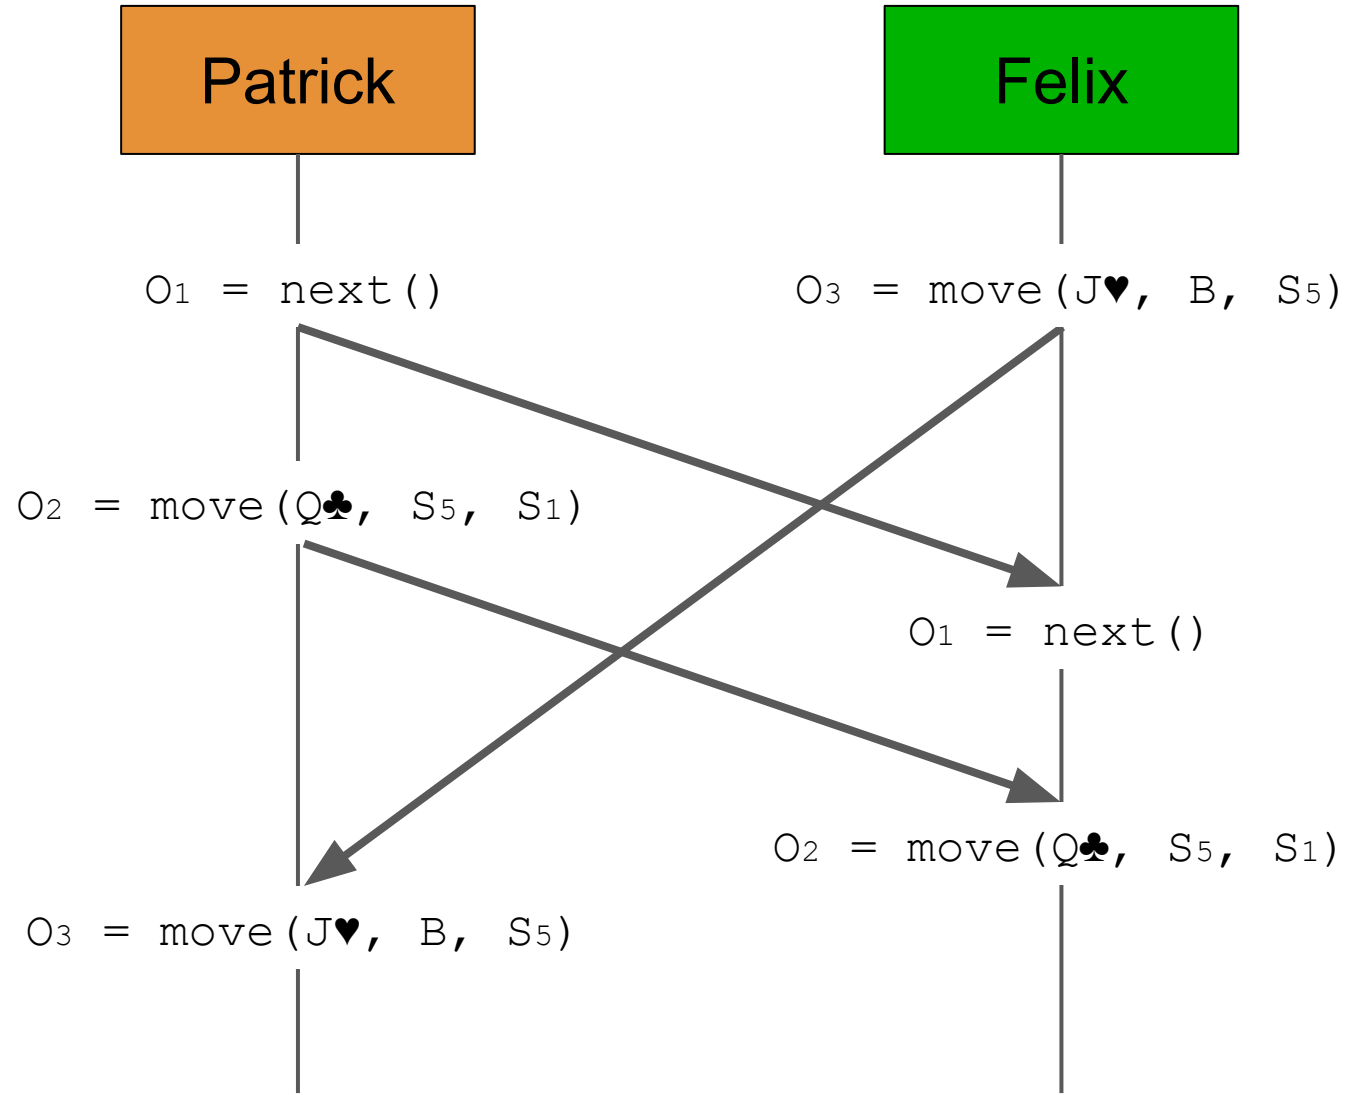 Patrick
Felix
O1 = next()
O3 = move(J♥, B, S5)
O2 = move(Q♣, S5, S1)
O1 = next()
O2 = move(Q♣, S5, S1)
O3 = move(J♥, B, S5)